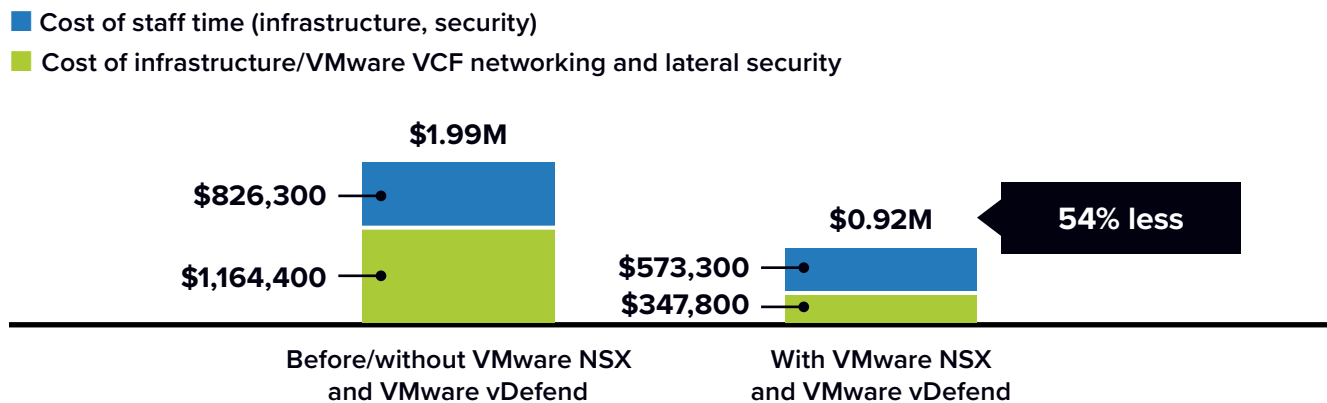 Cost of staff time (infrastructure, security)
Cost of infrastructure/VMware VCF networking and lateral security
$1.99M
$826,300
$1,164,400
$0.92M
54% less
$573,300
$347,800
Before/without VMware NSX
and VMware vDefend
With VMware NSX
and VMware vDefend